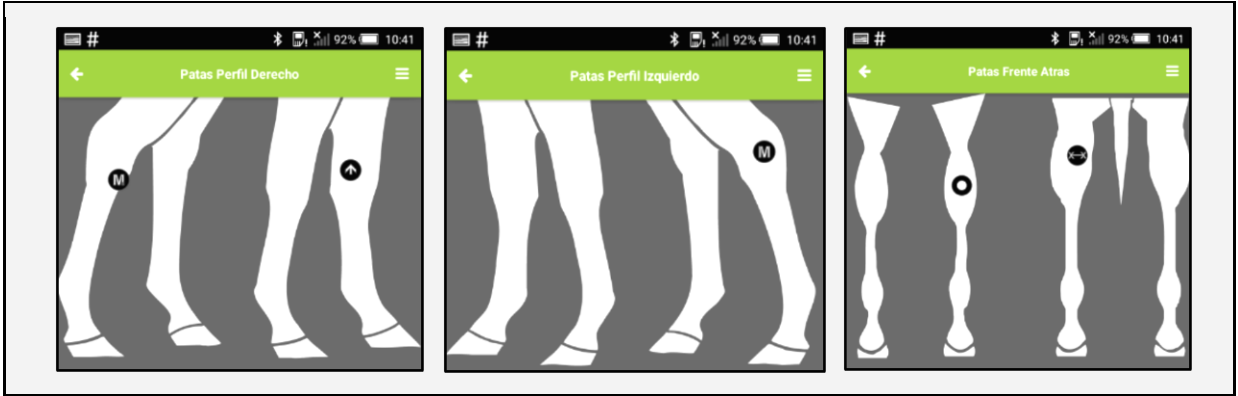 # 92% 10:41
Patas Perfil Derecho
M
# 92% 10:41
Patas Perfil Izquierdo
M
# 92% 10:41
Patas Frente Atras
X-X